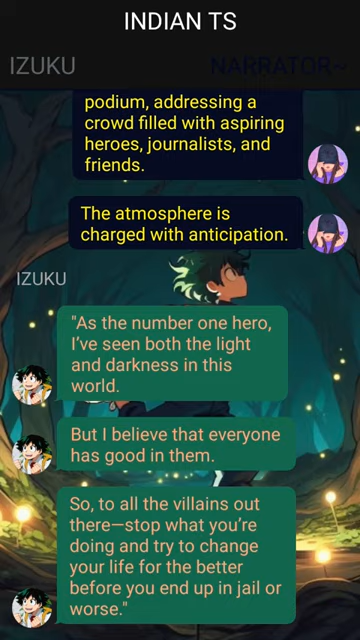 INDIAN TS
IZUKU
NARRATOR~
podium, addressing a
crowd filled with aspiring
heroes, journalists, and
friends.
The atmosphere is
charged with anticipation.
IZUKU
"As the number one hero,
I've seen both the light
and darkness in this
world.
But I believe that everyone
has good in them.
So, to all the villains out
there—stop what you're
doing and try to change
your life for the better
before you end up in jail or
worse."